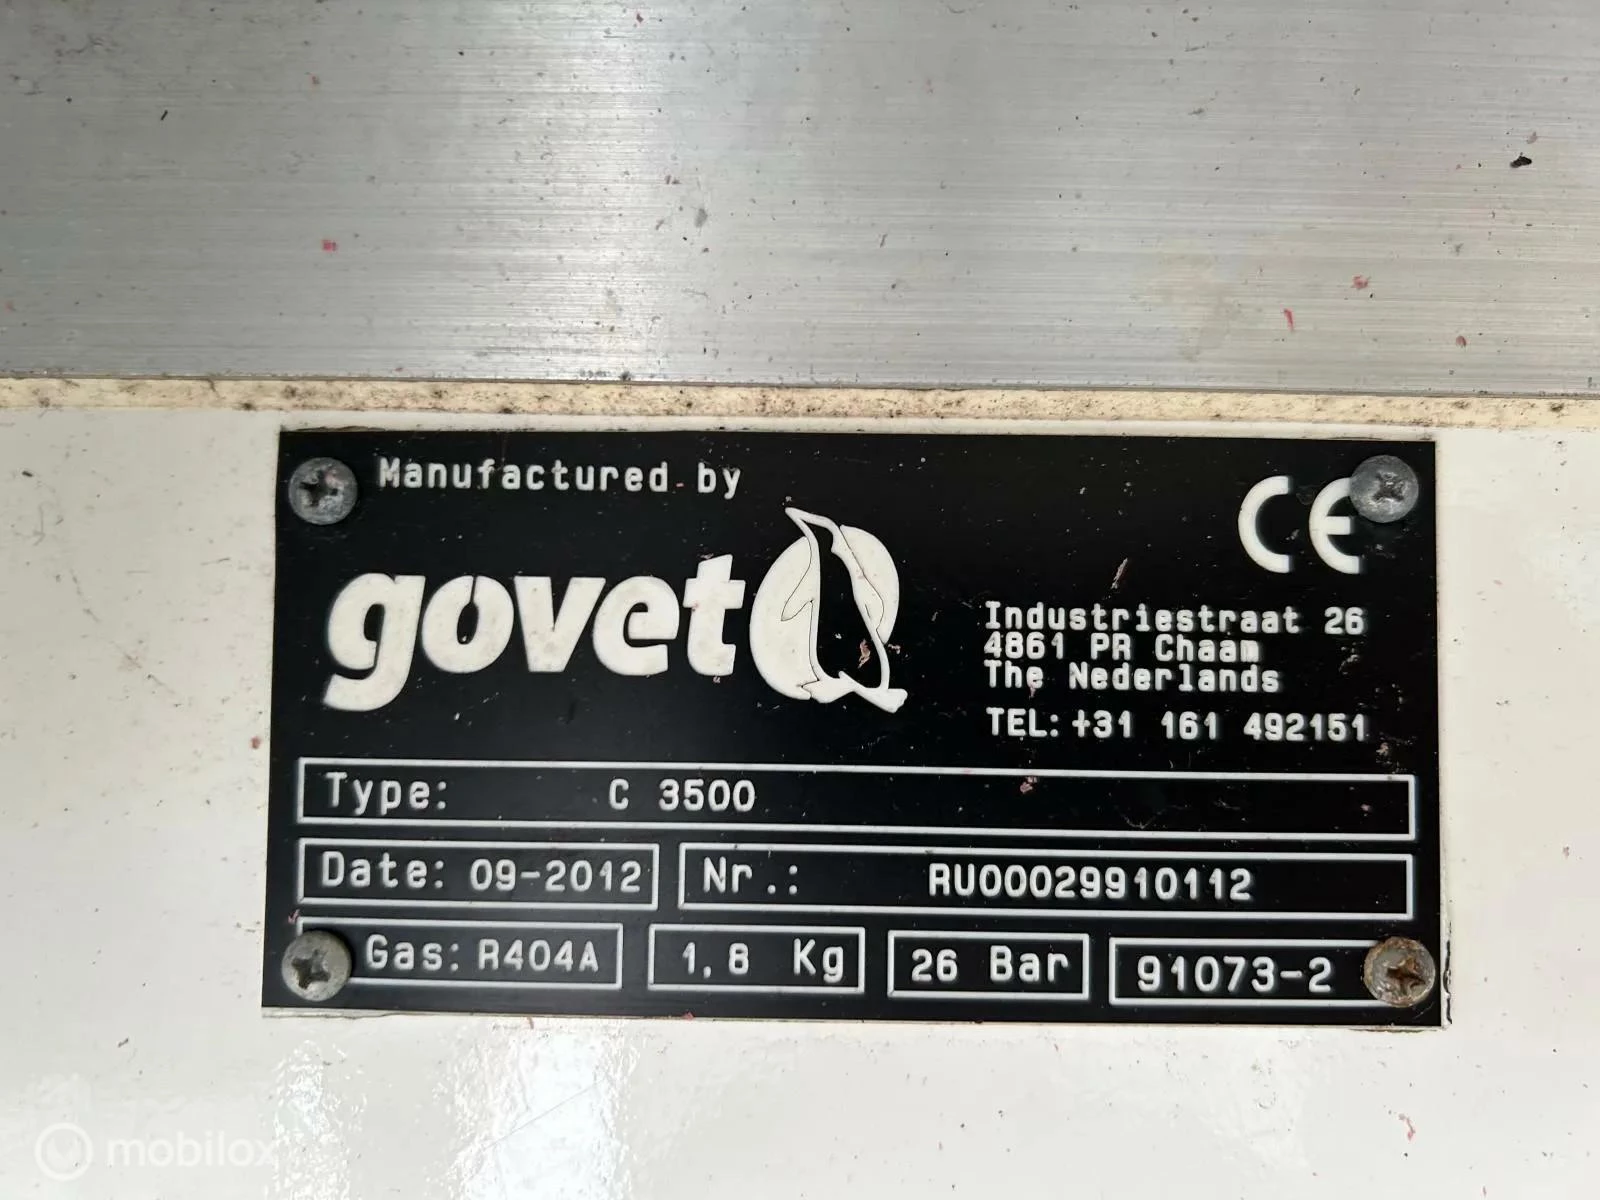 Manufactured by
govet
CE
Industriestraat 26
4861 PR Chaam
The Nederlands
TEL: +31 161 492151
Type: C 3500
Date: 09-2012 Nr.: RU00029910112
Gas: R404A 1,8 Kg 26 Bar 91073-2
mobilox